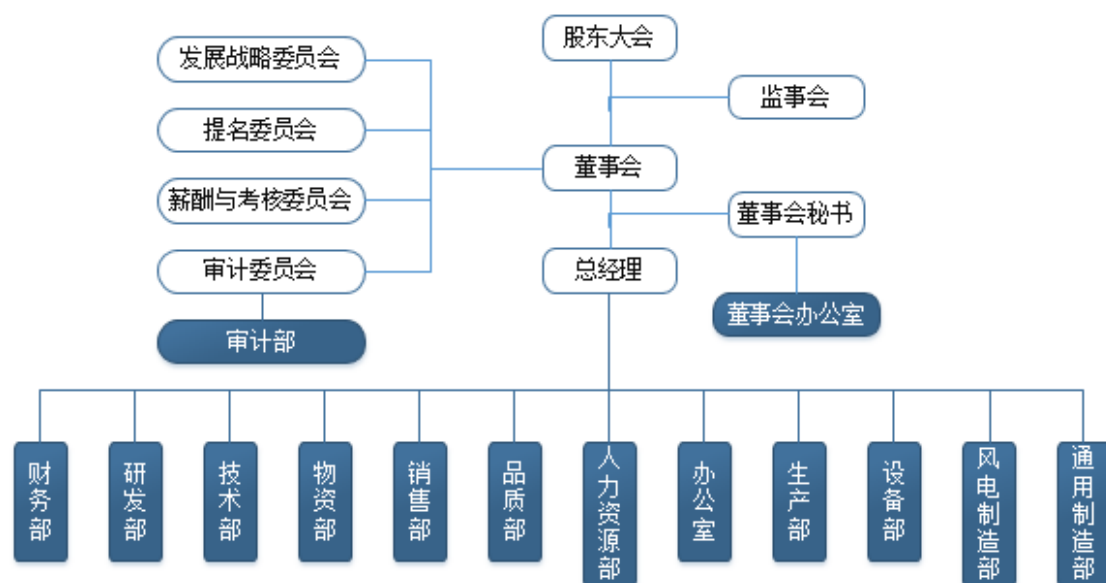 股东大会
发展战略委员会
监事会
提名委员会
董事会
薪酬与考核委员会
董事会秘书
审计委员会
总经理
董事会办公室
审计部
财务部
研发部
技术部
物资部
销售部
品质部
人力资源部
办公室
生产部
设备部
风电制造部
通用制造部